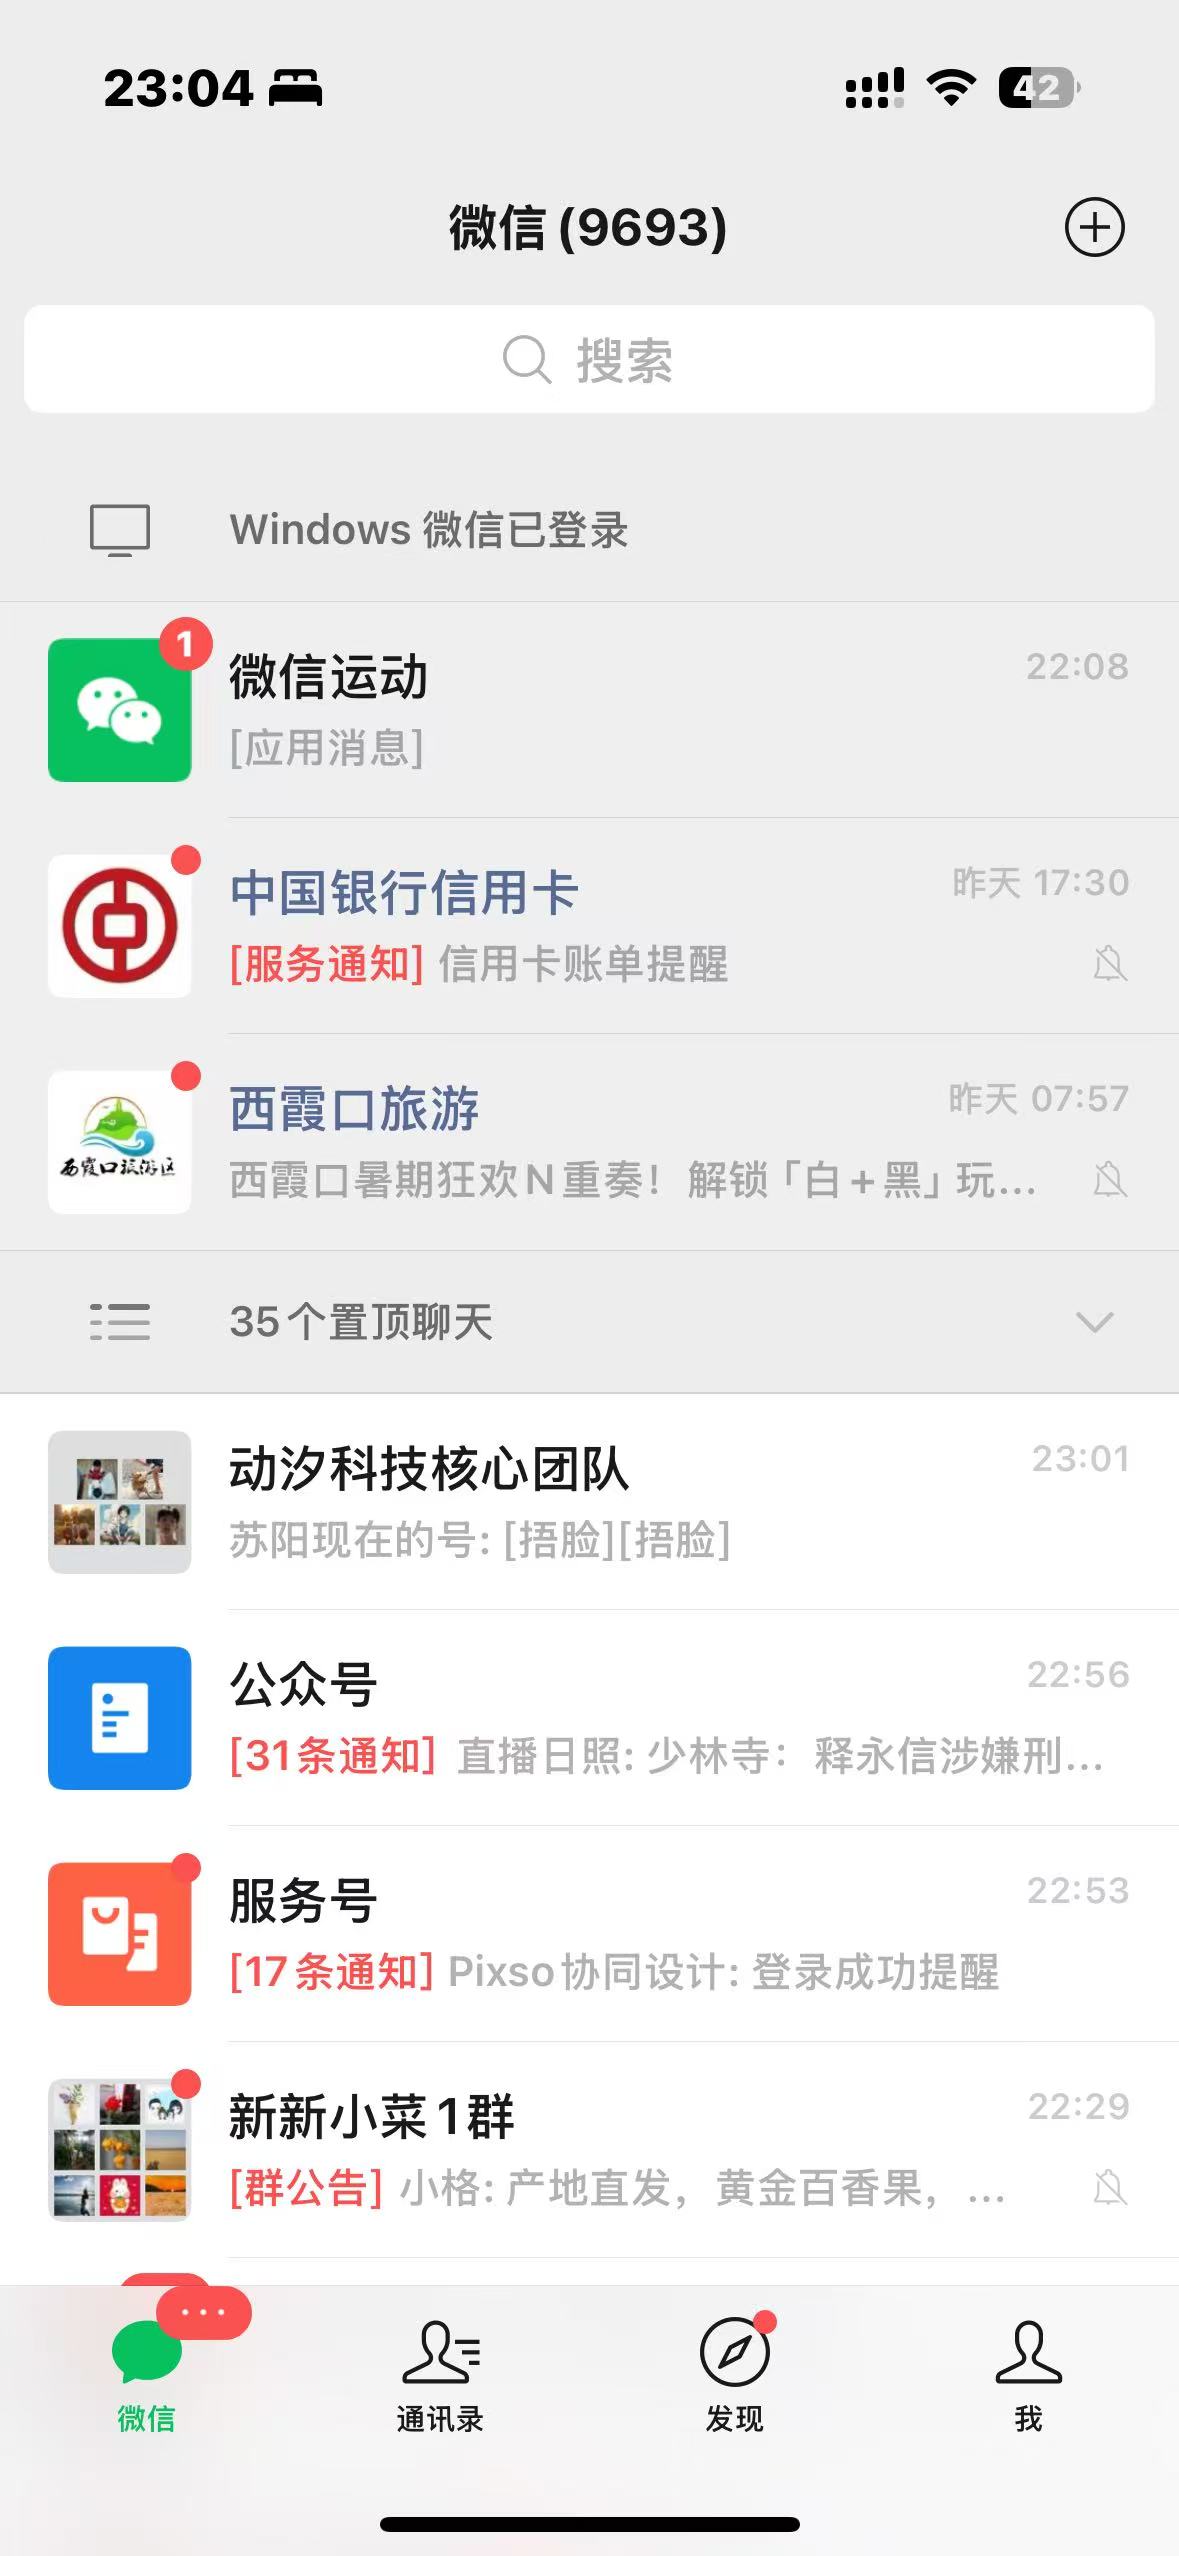 23:04
42
微信(9693)
搜索
Windows 微信已登录
1
微信运动
22:08
[应用消息]
中国银行信用卡
昨天 17:30
[服务通知] 信用卡账单提醒
西霞口旅游区
西霞口旅游
昨天 07:57
西霞口暑期狂欢N重奏！解锁「白+黑」玩...
35个置顶聊天
动汐科技核心团队
23:01
苏阳现在的号: [捂脸][捂脸]
公众号
22:56
[31条通知] 直播日照: 少林寺：释永信涉嫌刑...
服务号
22:53
[17条通知] Pixso协同设计: 登录成功提醒
新新小菜1群
22:29
[群公告] 小格: 产地直发，黄金百香果，...
微信
通讯录
发现
我